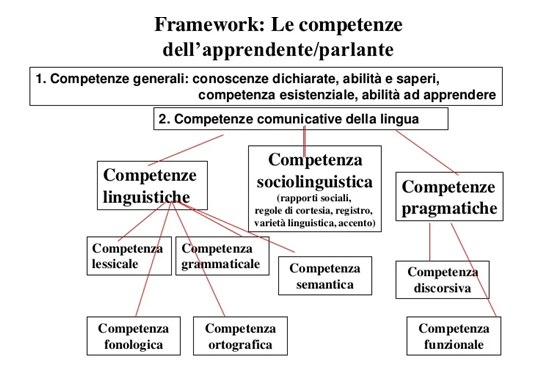 Framework: Le competenze
dell'apprendente/parlante
1. Competenze generali: conoscenze dichiarate, abilità e saperi,
competenza esistenziale, abilità ad apprendere
2. Competenze comunicative della lingua
Competenze
linguistiche
Competenza
sociolinguistica
(rapporti sociali,
regole di cortesia, registro,
varietà linguistica, accento)
Competenze
pragmatiche
Competenza
lessicale
Competenza
grammaticale
Competenza
semantica
Competenza
discorsiva
Competenza
fonologica
Competenza
ortografica
Competenza
funzionale